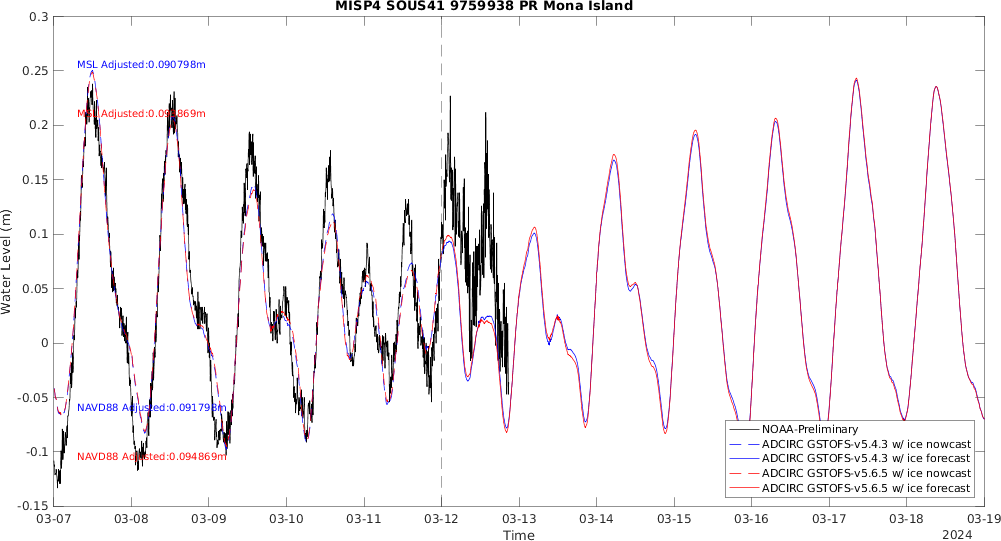 MISP4 SOUS41 9759938 PR Mona Island
0.3
0.25
0.2
0.15
0.1
0.05
0
-0.05
-0.1
-0.15
Water Level (m)
MSL Adjusted:0.090798m
MSL
NAVD88 Adjusted:0.091798m
NAVD88 Adjusted:0.094869m
NOAA-Preliminary
ADCIRC GSTOFS-v5.4.3 w/ ice nowcast
ADCIRC GSTOFS-v5.4.3 w/ ice forecast
ADCIRC GSTOFS-v5.6.5 w/ ice nowcast
ADCIRC GSTOFS-v5.6.5 w/ ice forecast
03-07 03-08 03-09 03-10 03-11 03-12 03-13 03-14 03-15 03-16 03-17 03-18 03-19
Time
2024